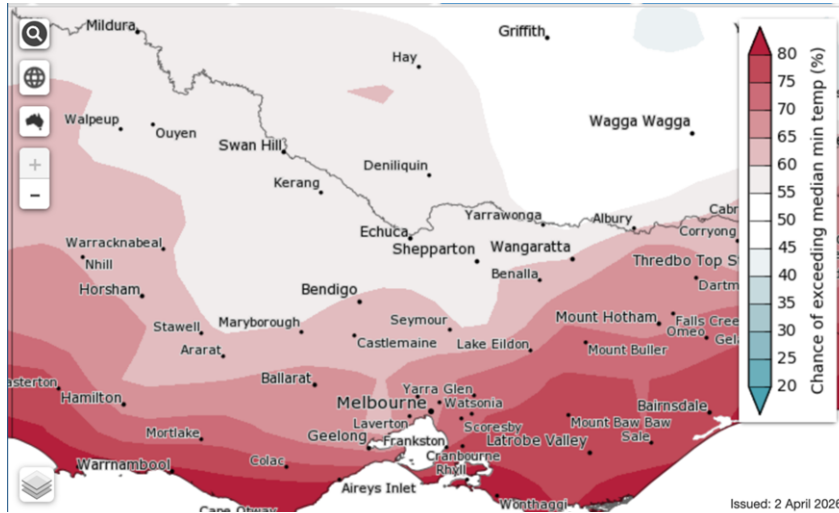 Mildura
Griffith
Hay
Walpeup
Ouyen
Wagga Wagga
Swan Hill
Deniliquin
Kerang
Yarrawonga
Albury
Echuca
Corryong
Shepparton
Wangaratta
Warracknabeal
Nhill
Thredbo Top S
Benalla
Horsham
Bendigo
Mount Hotham
Falls Cree
Stawell
Maryborough
Seymour
Omeo
Castlemaine
Lake Eildon
Mount Buller
Ararat
Ballarat
Yarra Glen
Hamilton
Melbourne
Watsonia
Bairnsdale
Laverton
Scoresby
Mount Baw Baw
Mortlake
Geelong
Frankston
Latrobe Valley
Sale
Cranbourne
Warrnambool
Colac
Rhyll
Aireys Inlet
Wonthaggi
Cape Otway
80
75
70
65
60
55
50
45
40
35
30
25
20
Chance of exceeding median min temp (%)
Issued: 2 April 2026